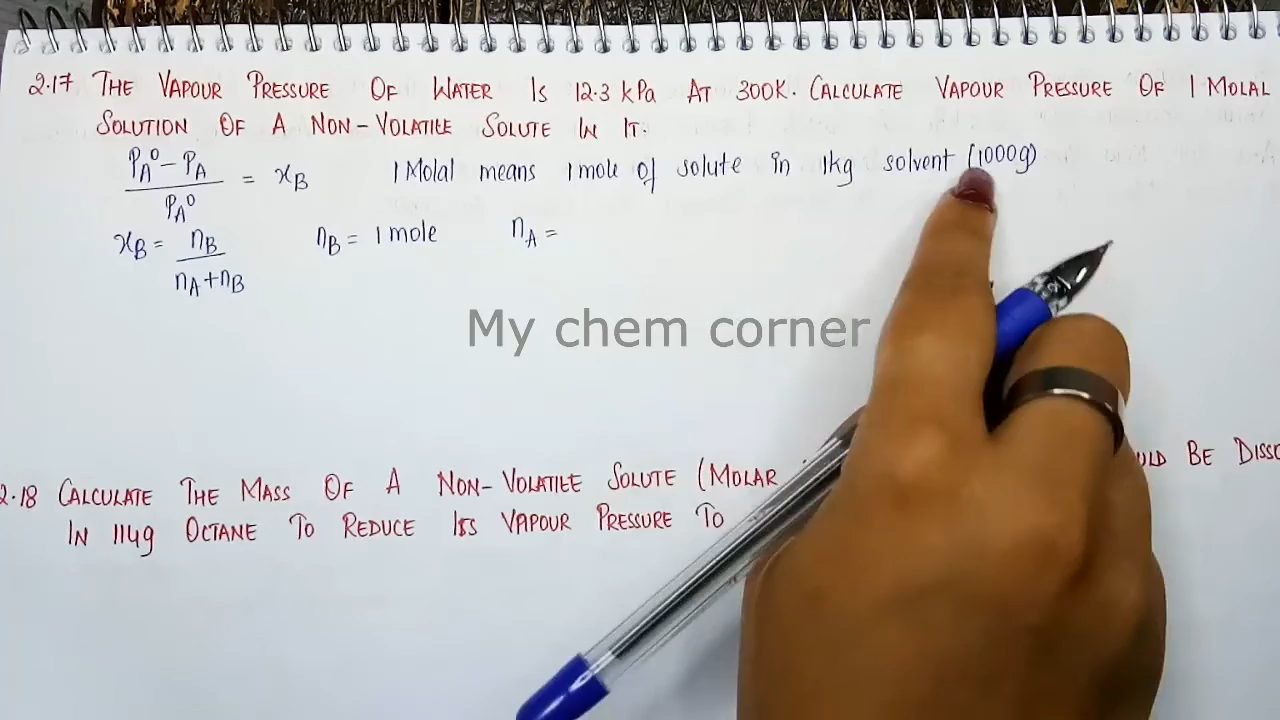 2.17 THE VAPOUR PRESSURE OF WATER IS 12.3 kPa AT 300K. CALCULATE VAPOUR PRESSURE OF 1 MOLAL
SOLUTION OF A NON-VOLATILE SOLUTE IN IT.
P_A^0 - P_A / P_A^0 = x_B 1 Molal means 1 mole of solute in 1kg solvent (1000g)
x_B = n_B / n_A + n_B n_B = 1 mole n_A =
My chem corner
2.18 CALCULATE THE MASS OF A NON-VOLATILE SOLUTE (MOLAR BE
IN 114g OCTANE TO REDUCE ITS VAPOUR PRESSURE TO